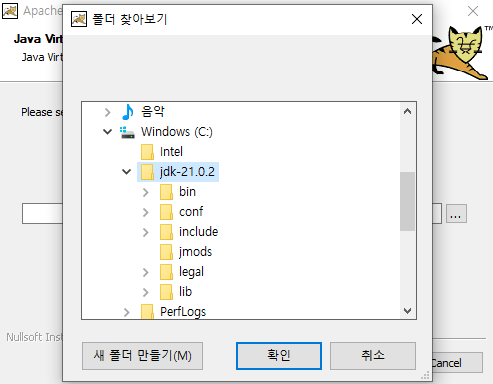 Apache
폴더 찾아보기
Java Virt
Java Virt
TM
Please se
음악
Windows (C:)
Intel
jdk-21.0.2
bin
conf
include
jmods
legal
lib
PerfLogs
...
Nullsoft Inst
새 폴더 만들기(M)
확인
취소
Cancel